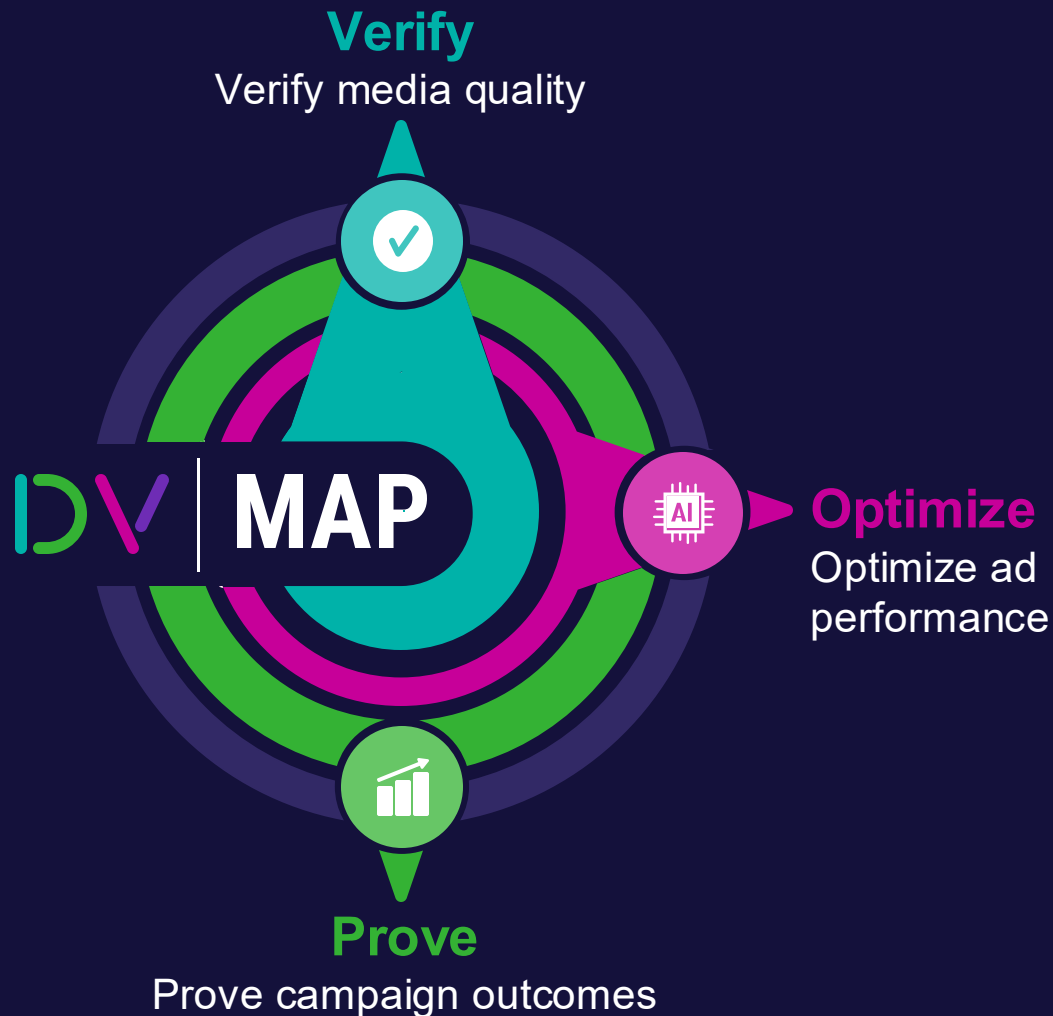 Verify
Verify media quality
DV MAP
AI
Optimize
Optimize ad
performance
Prove
Prove campaign outcomes